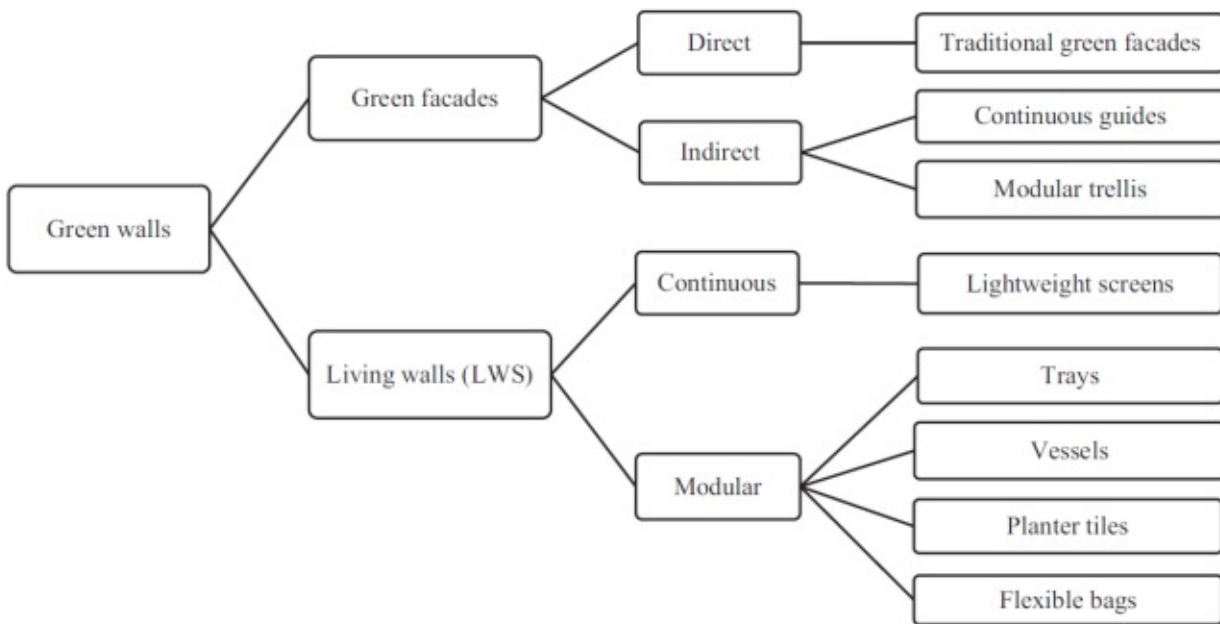 Green walls
Green facades
Direct
Traditional green facades
Indirect
Continuous guides
Modular trellis
Living walls (LWS)
Continuous
Lightweight screens
Modular
Trays
Vessels
Planter tiles
Flexible bags